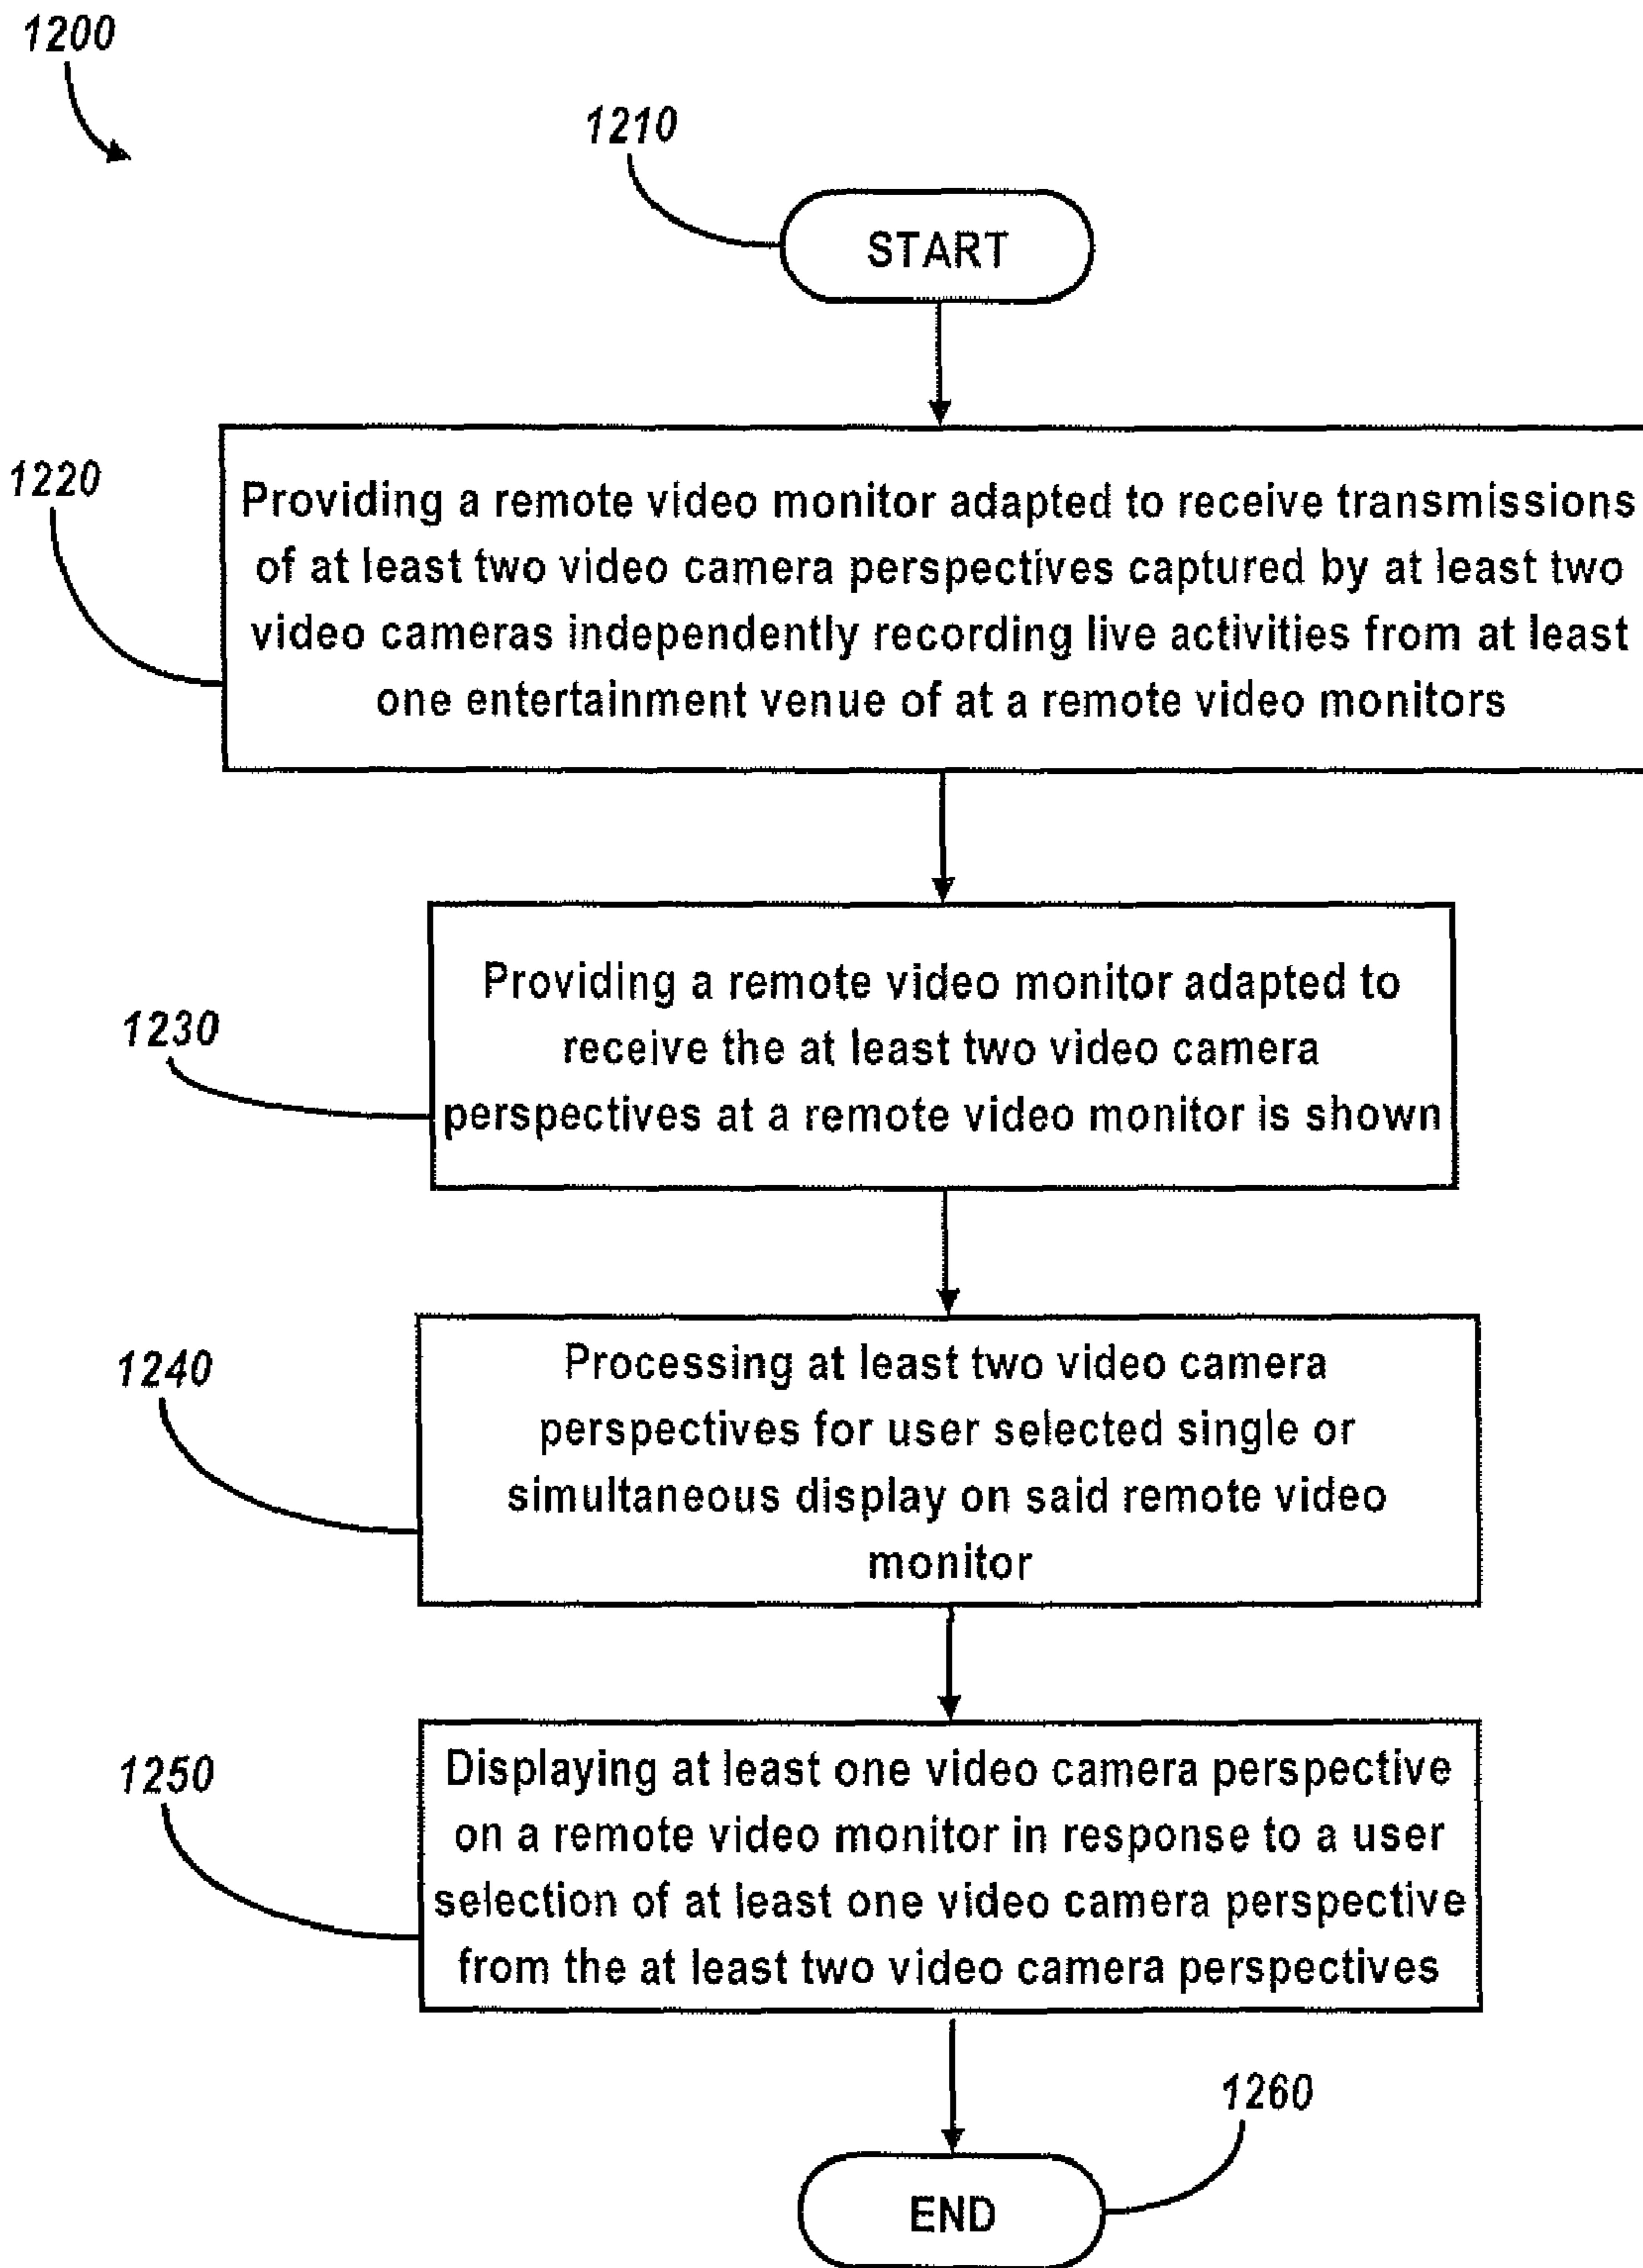 1200
1210
START
1220
Providing a remote video monitor adapted to receive transmissions
of at least two video camera perspectives captured by at least two
video cameras independently recording live activities from at least
one entertainment venue of at a remote video monitors
1230
Providing a remote video monitor adapted to
receive the at least two video camera
perspectives at a remote video monitor is shown
1240
Processing at least two video camera
perspectives for user selected single or
simultaneous display on said remote video
monitor
1250
Displaying at least one video camera perspective
on a remote video monitor in response to a user
selection of at least one video camera perspective
from the at least two video camera perspectives
1260
END